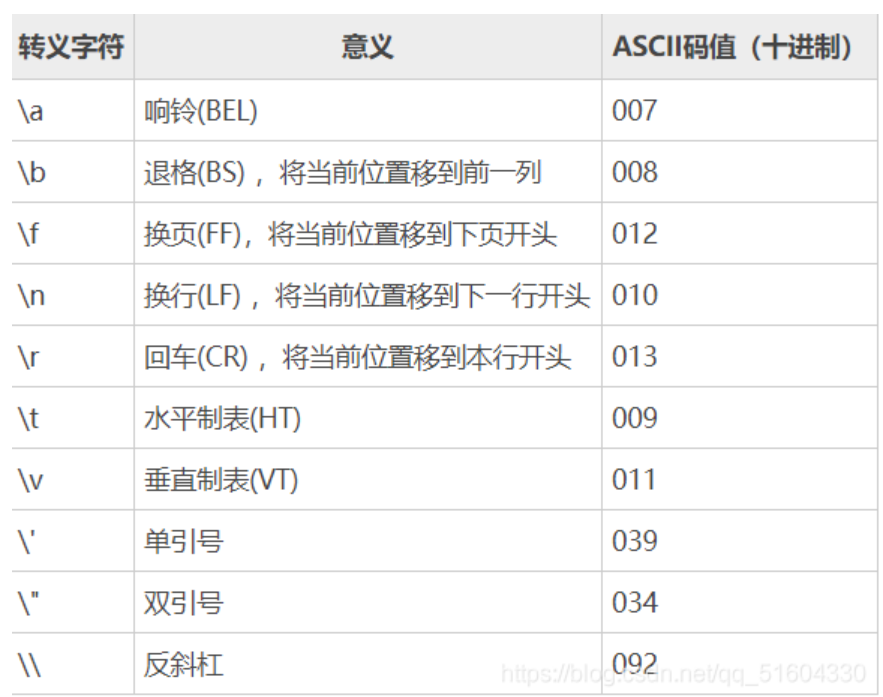 转义字符 意义 ASCII码值（十进制）
\a 响铃(BEL) 007
\b 退格(BS) ，将当前位置移到前一列 008
\f 换页(FF)，将当前位置移到下页开头 012
\n 换行(LF) ，将当前位置移到下一行开头 010
\r 回车(CR) ，将当前位置移到本行开头 013
\t 水平制表(HT) 009
\v 垂直制表(VT) 011
\' 单引号 039
\" 双引号 034
\\ 反斜杠 092
https://blog.csdn.net/qq_51604330